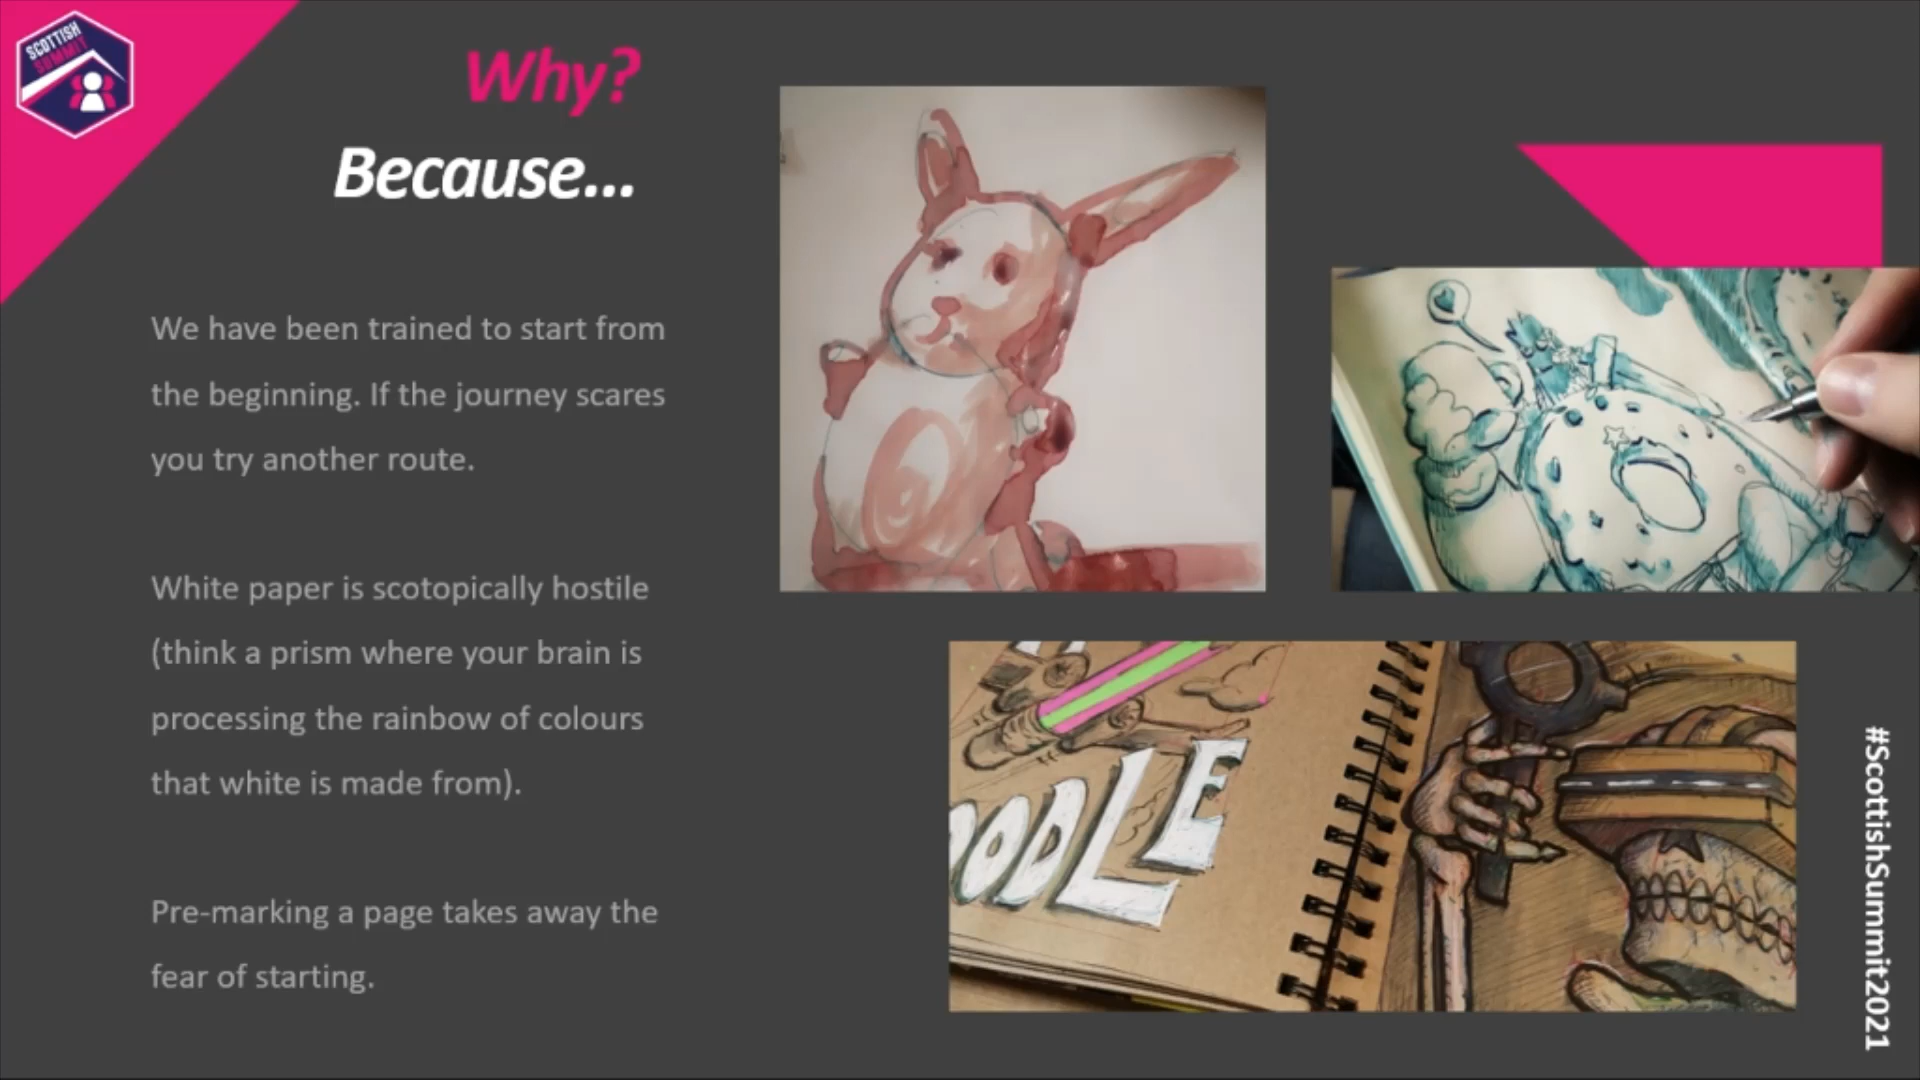 SCOTTISH
SUMMIT
Why?
Because...
We have been trained to start from
the beginning. If the journey scares
you try another route.
White paper is scotopically hostile
(think a prism where your brain is
processing the rainbow of colours
that white is made from).
Pre-marking a page takes away the
fear of starting.
OODLE
#ScottishSummit2021